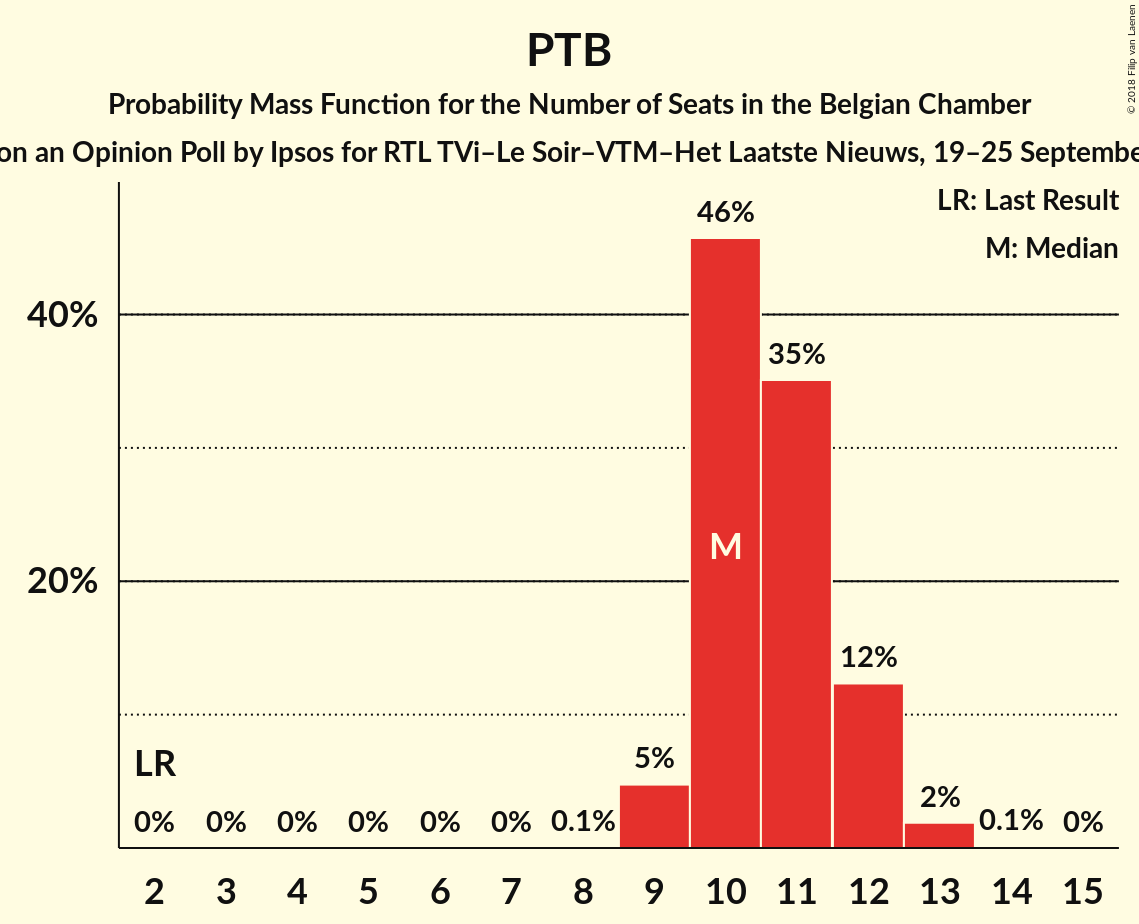 PTB
Probability Mass Function for the Number of Seats in the Belgian Chamber
on an Opinion Poll by Ipsos for RTL TVi–Le Soir–VTM–Het Laatste Nieuws, 19–25 Septembe
© 2018 Filip van Laenen
LR: Last Result
M: Median
46%
40%
35%
M
20%
12%
LR
5%
2%
0% 0% 0% 0% 0% 0% 0.1% 0.1% 0%
2 3 4 5 6 7 8 9 10 11 12 13 14 15